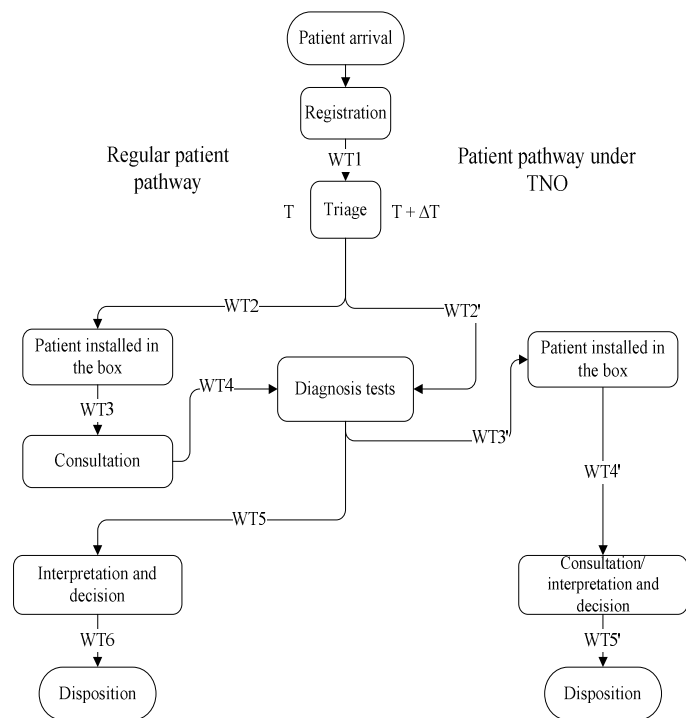 Patient arrival
Registration
Regular patient
pathway
WT1
Patient pathway under
TNO
T
Triage
T + ΔT
WT2
WT2'
Patient installed in
the box
Patient installed in
the box
WT3
WT4
Diagnosis tests
Consultation
WT3'
WT4'
WT5
Interpretation and
decision
Consultation/
interpretation and
decision
WT6
WT5'
Disposition
Disposition